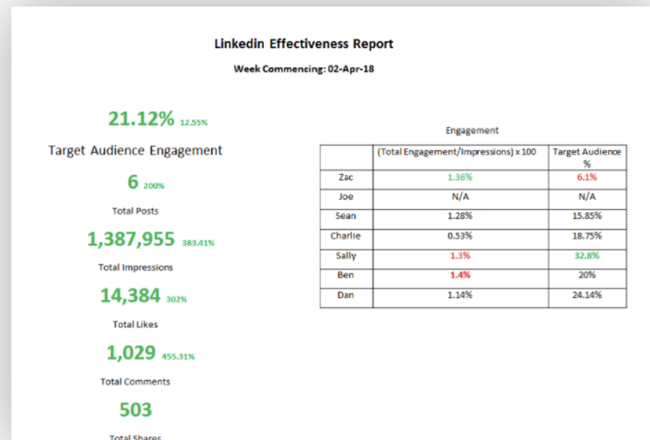 Linkedin Effectiveness Report
Week Commencing: 02-Apr-18
21.12% 12.55%
Target Audience Engagement
6 200%
Total Posts
1,387,955 383.41%
Total Impressions
14,384 302%
Total Likes
1,029 455.31%
Total Comments
503
Total Shares
Engagement
(Total Engagement/Impressions) x 100 Target Audience
%
Zac 1.36% 6.1%
Joe N/A N/A
Sean 1.28% 15.85%
Charlie 0.53% 18.75%
Sally 1.3% 32.8%
Ben 1.4% 20%
Dan 1.14% 24.14%